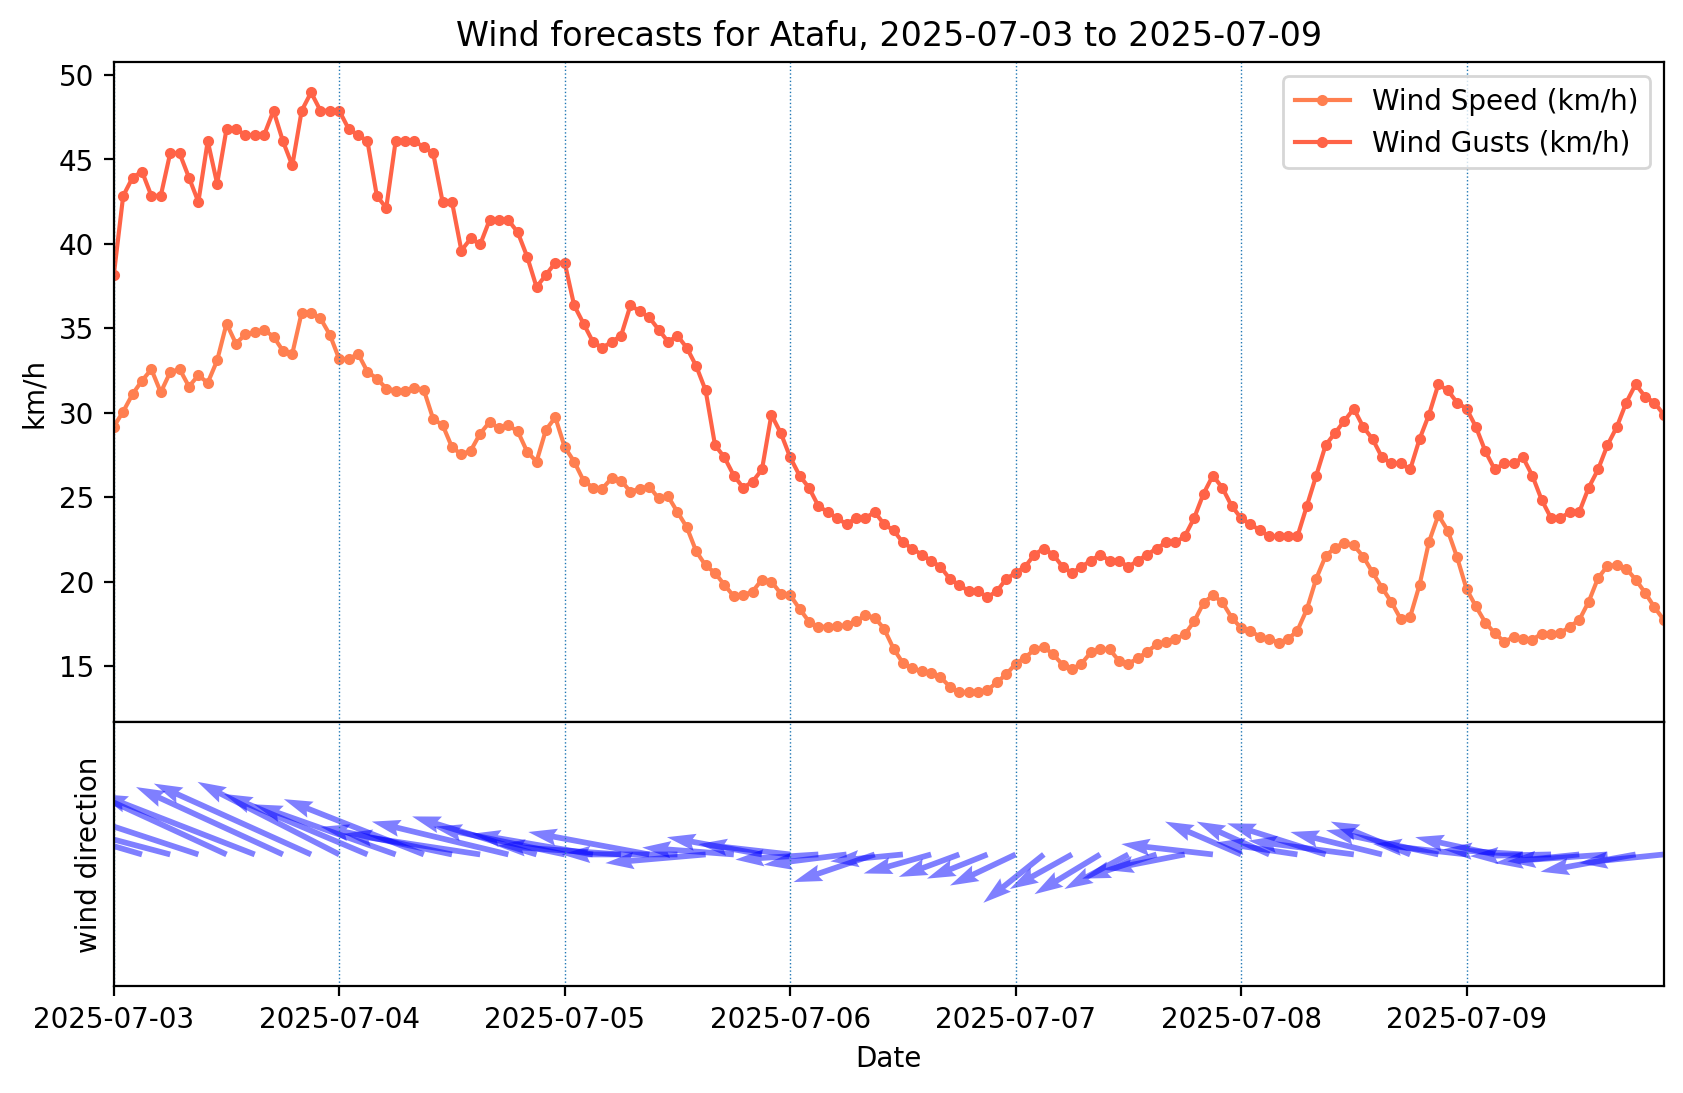 Wind forecasts for Atafu, 2025-07-03 to 2025-07-09
50
45
40
35
30
25
20
15
km/h
Wind Speed (km/h)
Wind Gusts (km/h)
wind direction
2025-07-03 2025-07-04 2025-07-05 2025-07-06 2025-07-07 2025-07-08 2025-07-09
Date